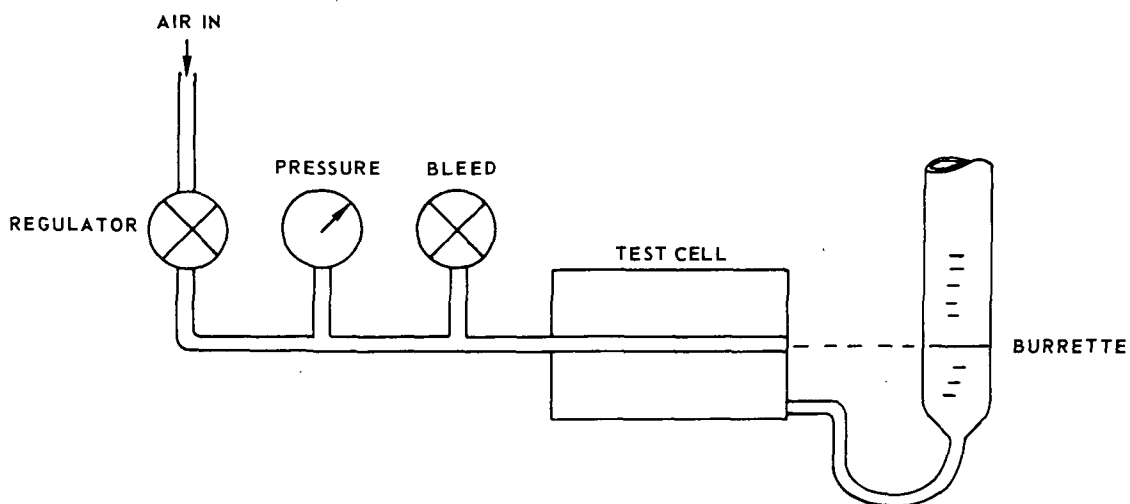 AIR IN
PRESSURE
BLEED
REGULATOR
TEST CELL
BURRETTE